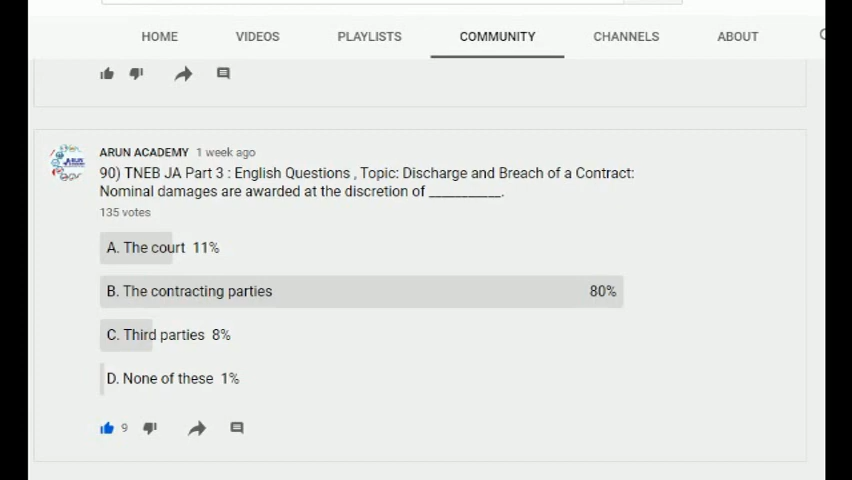 HOME VIDEOS PLAYLISTS COMMUNITY CHANNELS ABOUT
ARUN ACADEMY 1 week ago
90) TNEB JA Part 3 : English Questions , Topic: Discharge and Breach of a Contract:
Nominal damages are awarded at the discretion of __________.
135 votes
A. The court 11%
B. The contracting parties 80%
C. Third parties 8%
D. None of these 1%
9